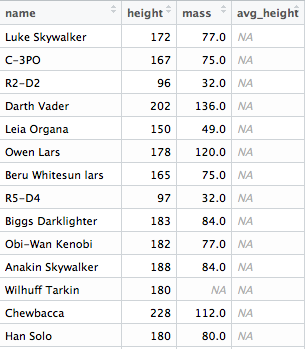 name height mass avg_height
Luke Skywalker 172 77.0 NA
C-3PO 167 75.0 NA
R2-D2 96 32.0 NA
Darth Vader 202 136.0 NA
Leia Organa 150 49.0 NA
Owen Lars 178 120.0 NA
Beru Whitesun lars 165 75.0 NA
R5-D4 97 32.0 NA
Biggs Darklighter 183 84.0 NA
Obi-Wan Kenobi 182 77.0 NA
Anakin Skywalker 188 84.0 NA
Wilhuff Tarkin 180 NA NA
Chewbacca 228 112.0 NA
Han Solo 180 80.0 NA